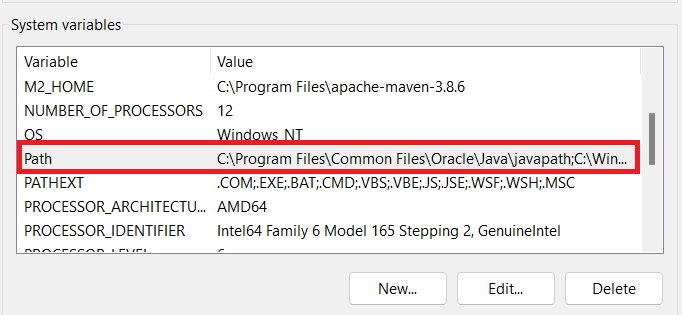 System variables
Variable Value
M2_HOME C:\Program Files\apache-maven-3.8.6
NUMBER_OF_PROCESSORS 12
OS Windows_NT
Path C:\Program Files\Common Files\Oracle\Java\javapath;C:\Win...
PATHEXT .COM;.EXE;.BAT;.CMD;.VBS;.VBE;.JS;.JSE;.WSF;.WSH;.MSC
PROCESSOR_ARCHITECTU... AMD64
PROCESSOR_IDENTIFIER Intel64 Family 6 Model 165 Stepping 2, GenuineIntel
New... Edit... Delete